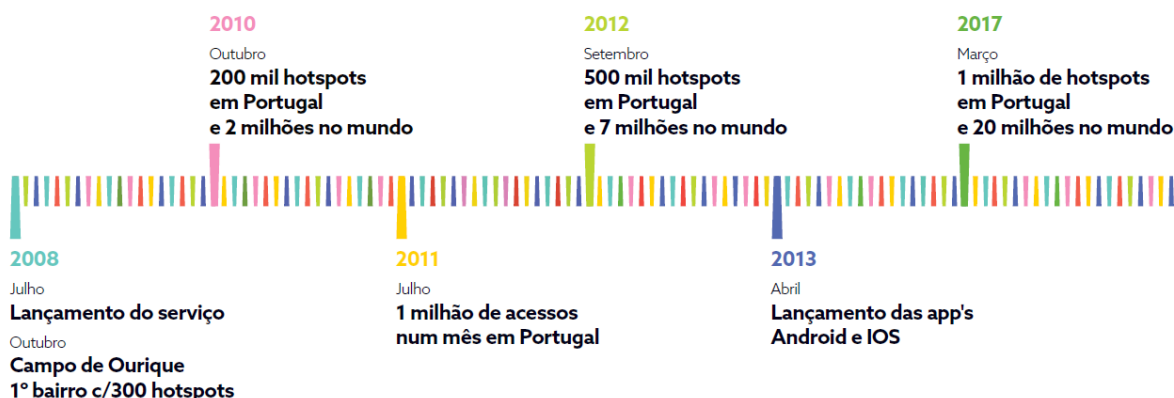 2010
Outubro
200 mil hotspots
em Portugal
e 2 milhões no mundo
2012
Setembro
500 mil hotspots
em Portugal
e 7 milhões no mundo
2017
Março
1 milhão de hotspots
em Portugal
e 20 milhões no mundo
2008
Julho
Lançamento do serviço
Outubro
Campo de Ourique
1º bairro c/300 hotspots
2011
Julho
1 milhão de acessos
num mês em Portugal
2013
Abril
Lançamento das app's
Android e IOS